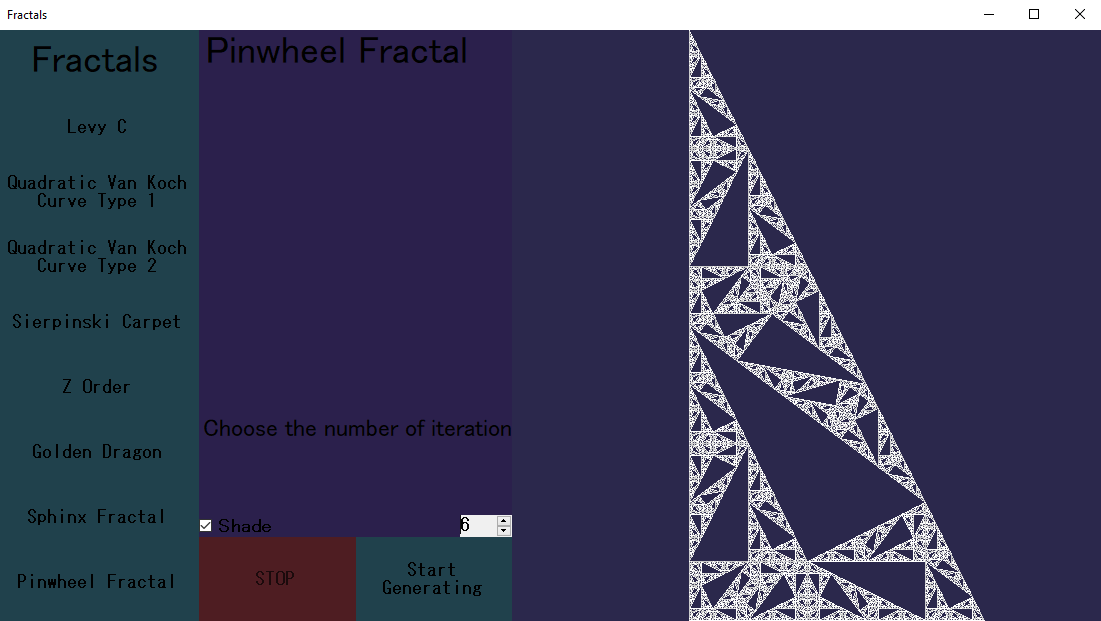 Fractals
Fractals
Levy C
Quadratic Van Koch
Curve Type 1
Quadratic Van Koch
Curve Type 2
Sierpinski Carpet
Z Order
Golden Dragon
Sphinx Fractal
Pinwheel Fractal
Pinwheel Fractal
Choose the number of iteration
Shade
6
STOP
Start
Generating